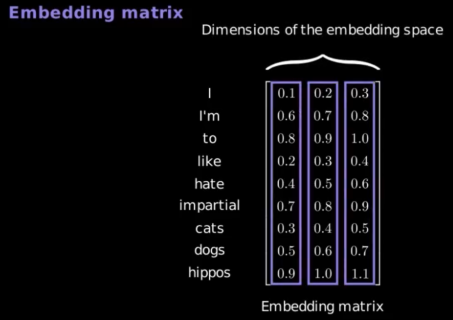 Embedding matrix
Dimensions of the embedding space
I 0.1 0.2 0.3
I'm 0.6 0.7 0.8
to 0.8 0.9 1.0
like 0.2 0.3 0.4
hate 0.4 0.5 0.6
impartial 0.7 0.8 0.9
cats 0.3 0.4 0.5
dogs 0.5 0.6 0.7
hippos 0.9 1.0 1.1
Embedding matrix